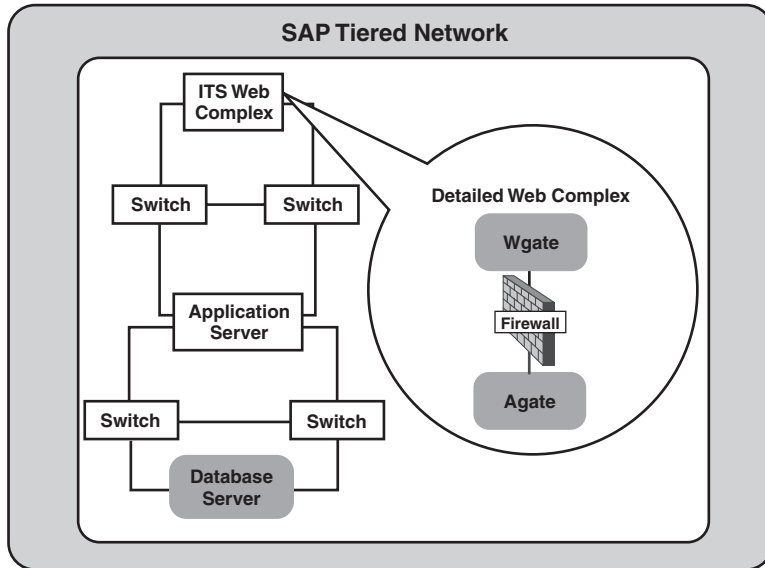 SAP Tiered Network
ITS Web
Complex
Switch
Switch
Application
Server
Switch
Switch
Database
Server
Detailed Web Complex
Wgate
Firewall
Agate